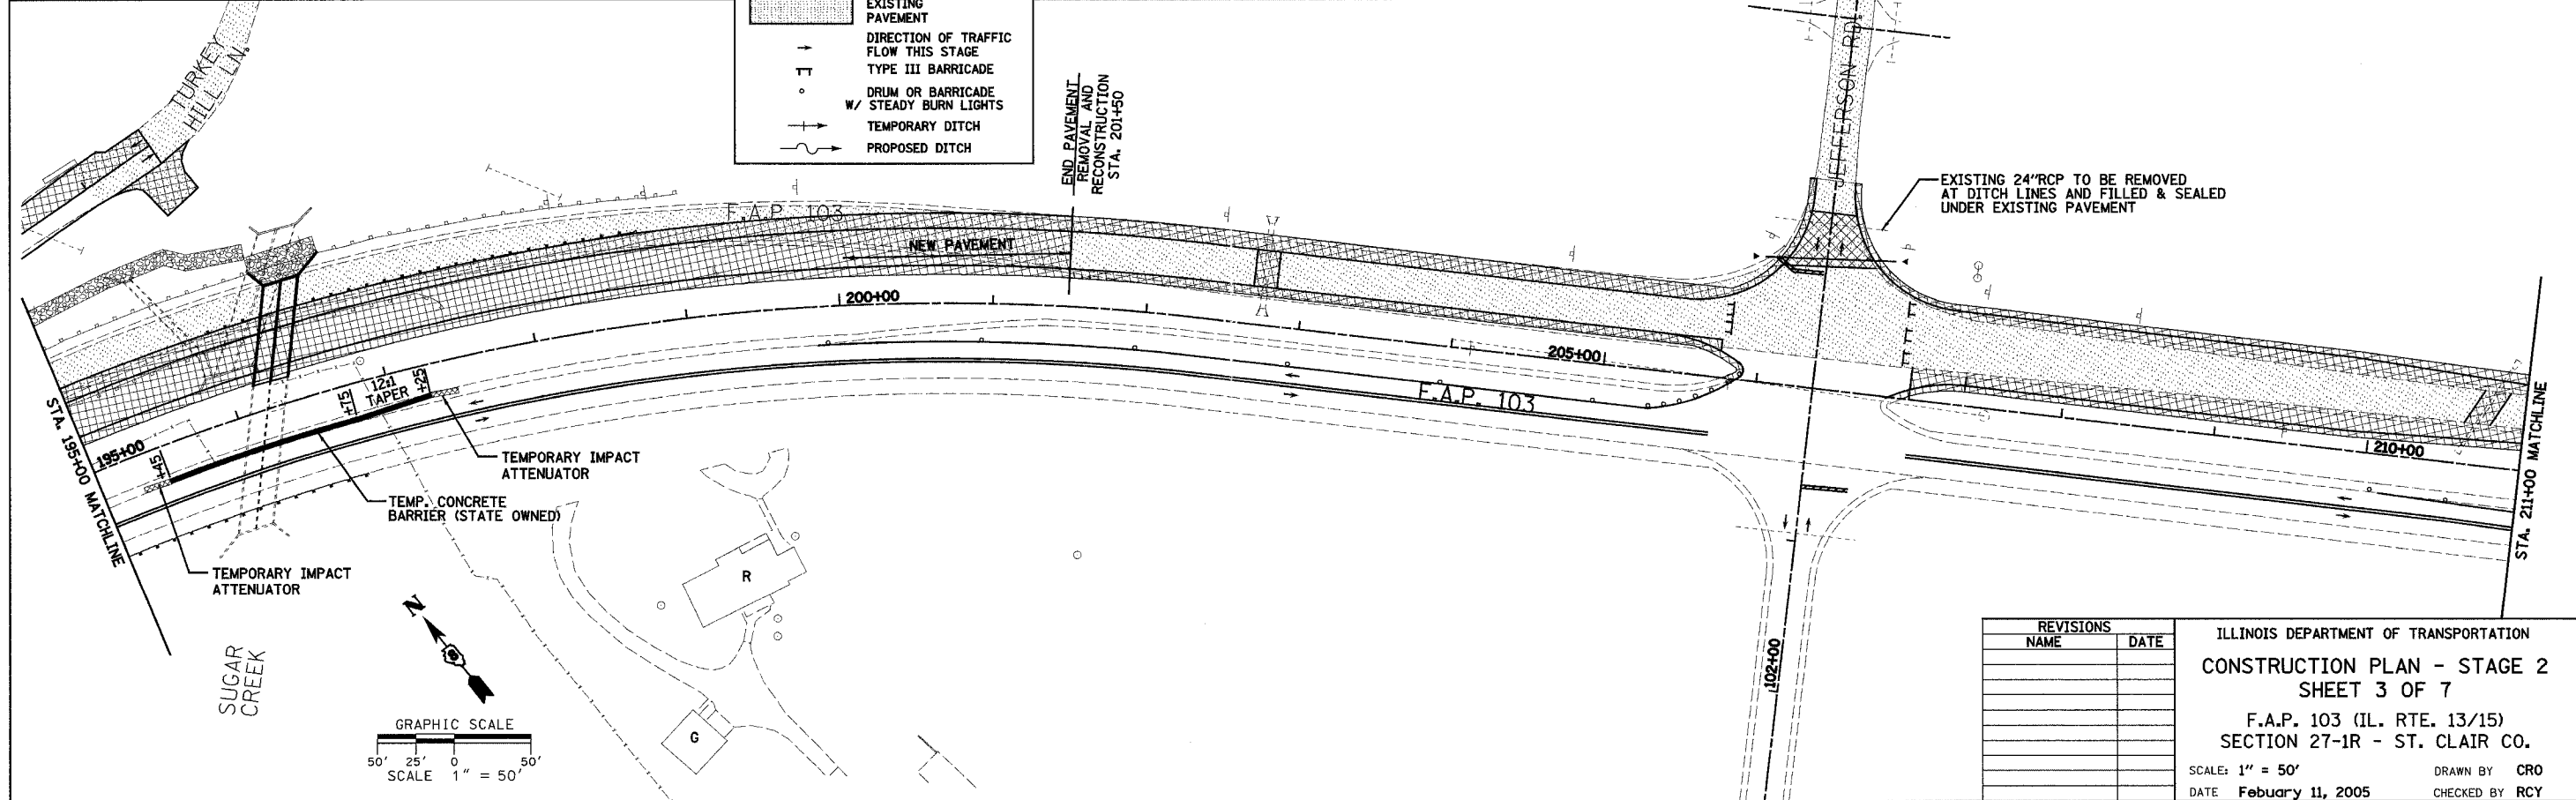 EXISTING
PAVEMENT
DIRECTION OF TRAFFIC
FLOW THIS STAGE
TYPE III BARRICADE
DRUM OR BARRICADE
W/ STEADY BURN LIGHTS
TEMPORARY DITCH
PROPOSED DITCH
TURKEY
HILL LN.
END PAVEMENT
REMOVAL AND
RECONSTRUCTION
STA. 201+50
JEFFERSON RD.
EXISTING 24"RCP TO BE REMOVED
AT DITCH LINES AND FILLED & SEALED
UNDER EXISTING PAVEMENT
F.A.P. 103
NEW PAVEMENT
200+00
205+00
F.A.P. 103
210+00
STA. 195+00 MATCHLINE
195+00
+45
+75
12:1
TAPER
+25
TEMPORARY IMPACT
ATTENUATOR
TEMP. CONCRETE
BARRIER (STATE OWNED)
TEMPORARY IMPACT
ATTENUATOR
STA. 211+00 MATCHLINE
R
G
N
SUGAR
CREEK
102+00
GRAPHIC SCALE
50' 25' 0 50'
SCALE 1" = 50'
REVISIONS
NAME DATE
ILLINOIS DEPARTMENT OF TRANSPORTATION
CONSTRUCTION PLAN - STAGE 2
SHEET 3 OF 7
F.A.P. 103 (IL. RTE. 13/15)
SECTION 27-1R - ST. CLAIR CO.
SCALE: 1" = 50' DRAWN BY CRO
DATE Febuary 11, 2005 CHECKED BY RCY